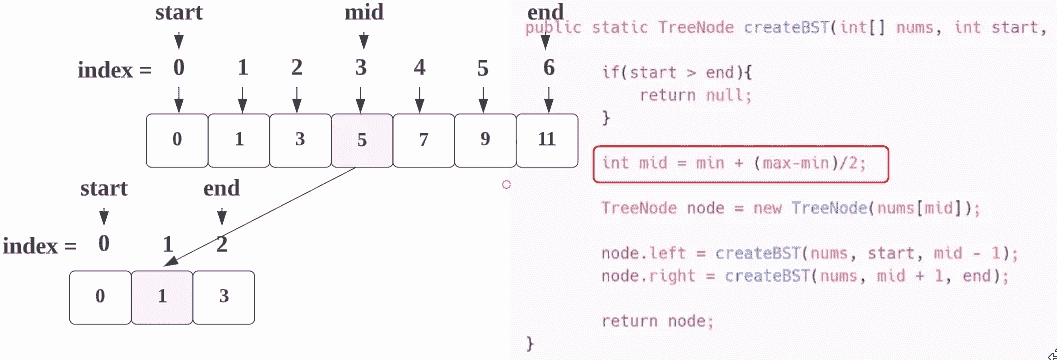 start mid end
index = 0 1 2 3 4 5 6
0 1 3 5 7 9 11
start end
index = 0 1 2
0 1 3
public static TreeNode createBST(int[] nums, int start,
if(start > end){
return null;
}
int mid = min + (max-min)/2;
TreeNode node = new TreeNode(nums[mid]);
node.left = createBST(nums, start, mid - 1);
node.right = createBST(nums, mid + 1, end);
return node;
}